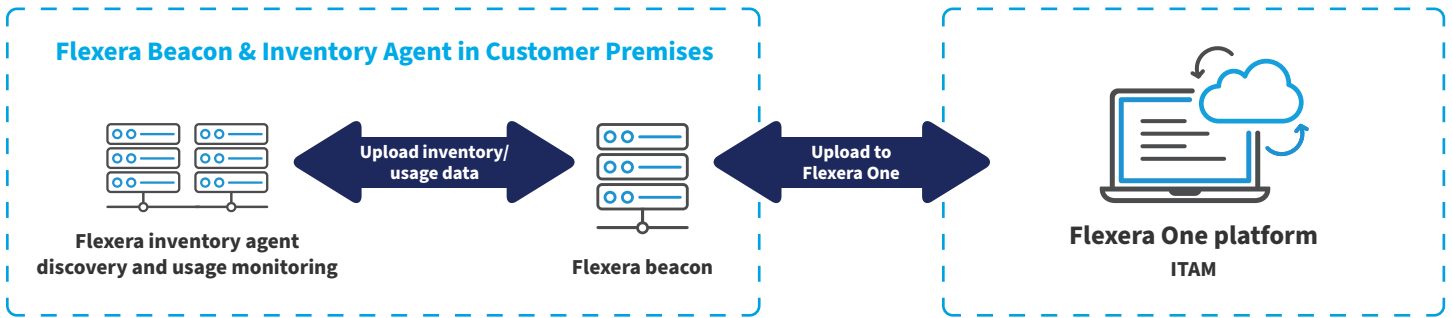 Flexera Beacon & Inventory Agent in Customer Premises
Upload inventory/
usage data
Upload to
Flexera One
Flexera inventory agent
discovery and usage monitoring
Flexera beacon
Flexera One platform
ITAM